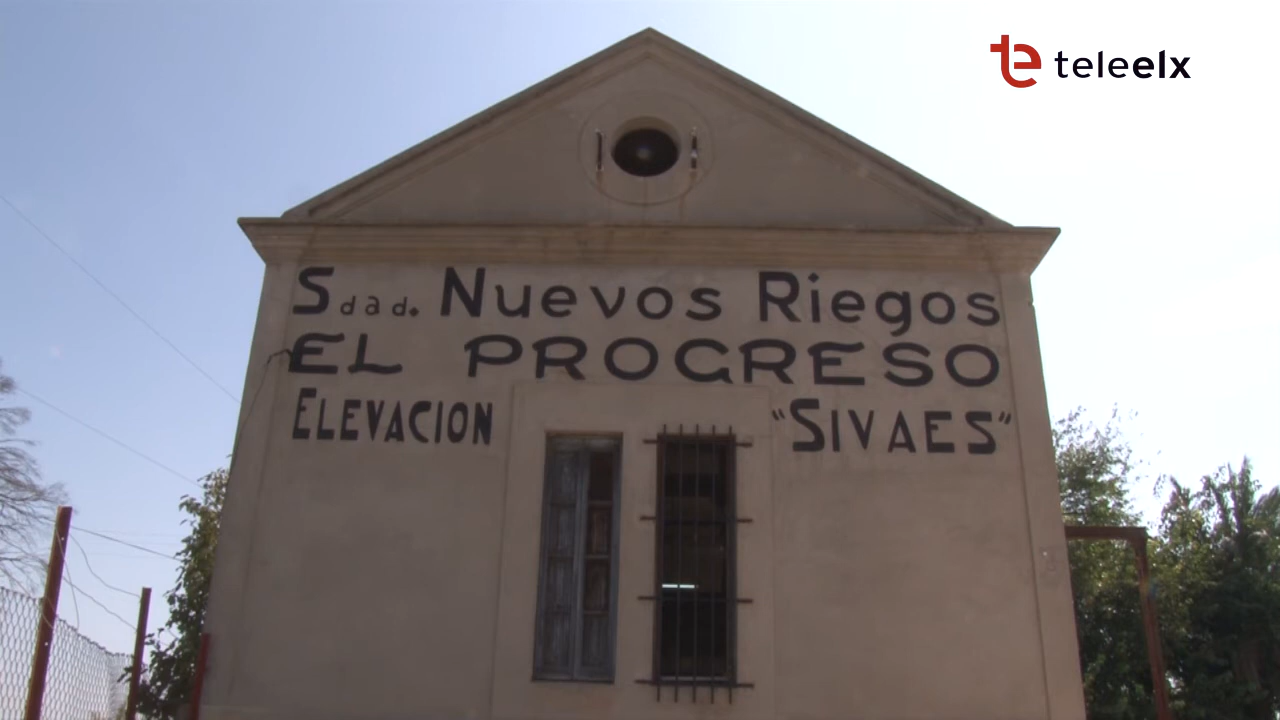 teleelx
Sdad. Nuevos Riegos
EL PROGRESO
ELEVACION "SIVAES"